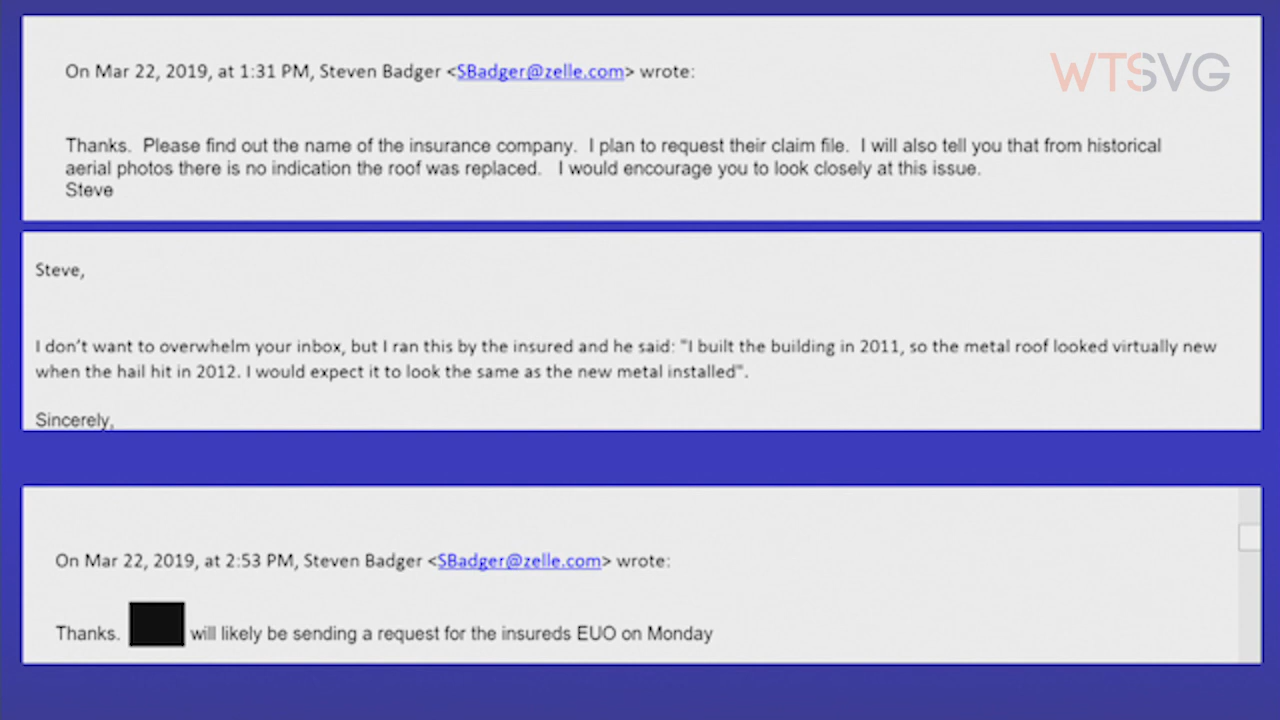 WTSVG
On Mar 22, 2019, at 1:31 PM, Steven Badger <SBadger@zelle.com> wrote:
Thanks.  Please find out the name of the insurance company.  I plan to request their claim file.  I will also tell you that from historical
aerial photos there is no indication the roof was replaced.   I would encourage you to look closely at this issue.
Steve
Steve,
I don’t want to overwhelm your inbox, but I ran this by the insured and he said: "I built the building in 2011, so the metal roof looked virtually new
when the hail hit in 2012. I would expect it to look the same as the new metal installed".
Sincerely,
On Mar 22, 2019, at 2:53 PM, Steven Badger <SBadger@zelle.com> wrote:
Thanks. will likely be sending a request for the insureds EUO on Monday